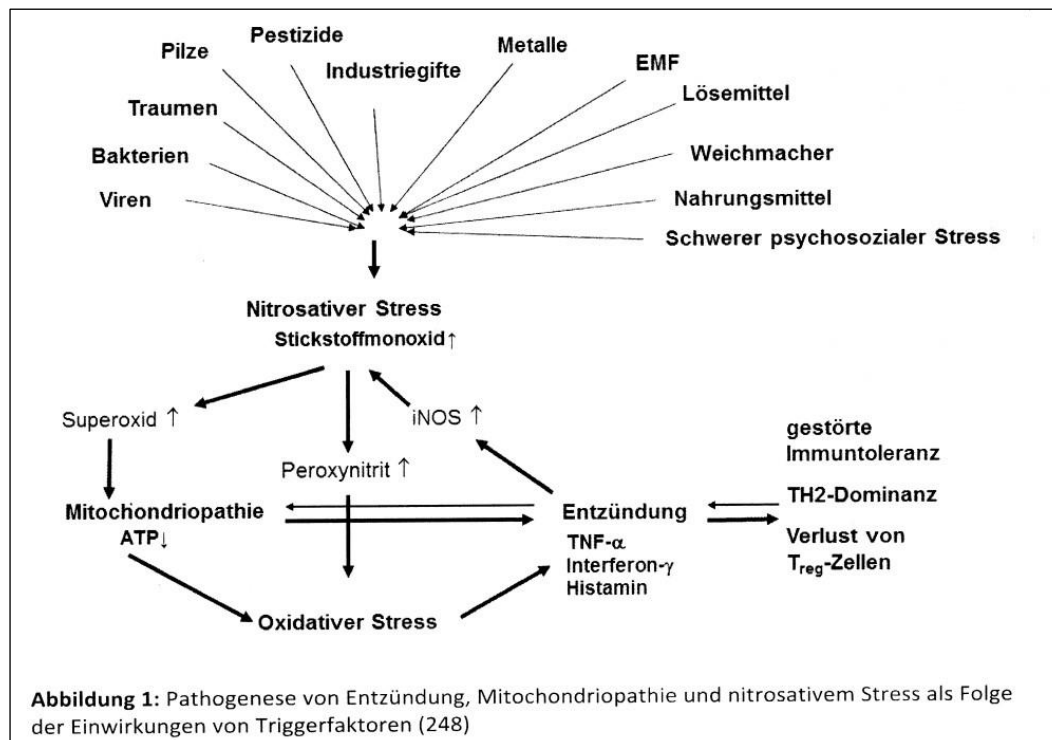 Pestizide
Pilze
Metalle
Industriegifte
EMF
Lösemittel
Traumen
Bakterien
Weichmacher
Viren
Nahrungsmittel
Schwerer psychosozialer Stress
Nitrosativer Stress
Stickstoffmonoxid↑
Superoxid ↑
iNOS ↑
Peroxynitrit ↑
gestörte
Immuntoleranz
TH2-Dominanz
Verlust von
Treg-Zellen
Mitochondriopathie
ATP↓
Entzündung
TNF-α
Interferon-γ
Histamin
Oxidativer Stress
Abbildung 1: Pathogenese von Entzündung, Mitochondriopathie und nitrosativem Stress als Folge
der Einwirkungen von Triggerfaktoren (248)